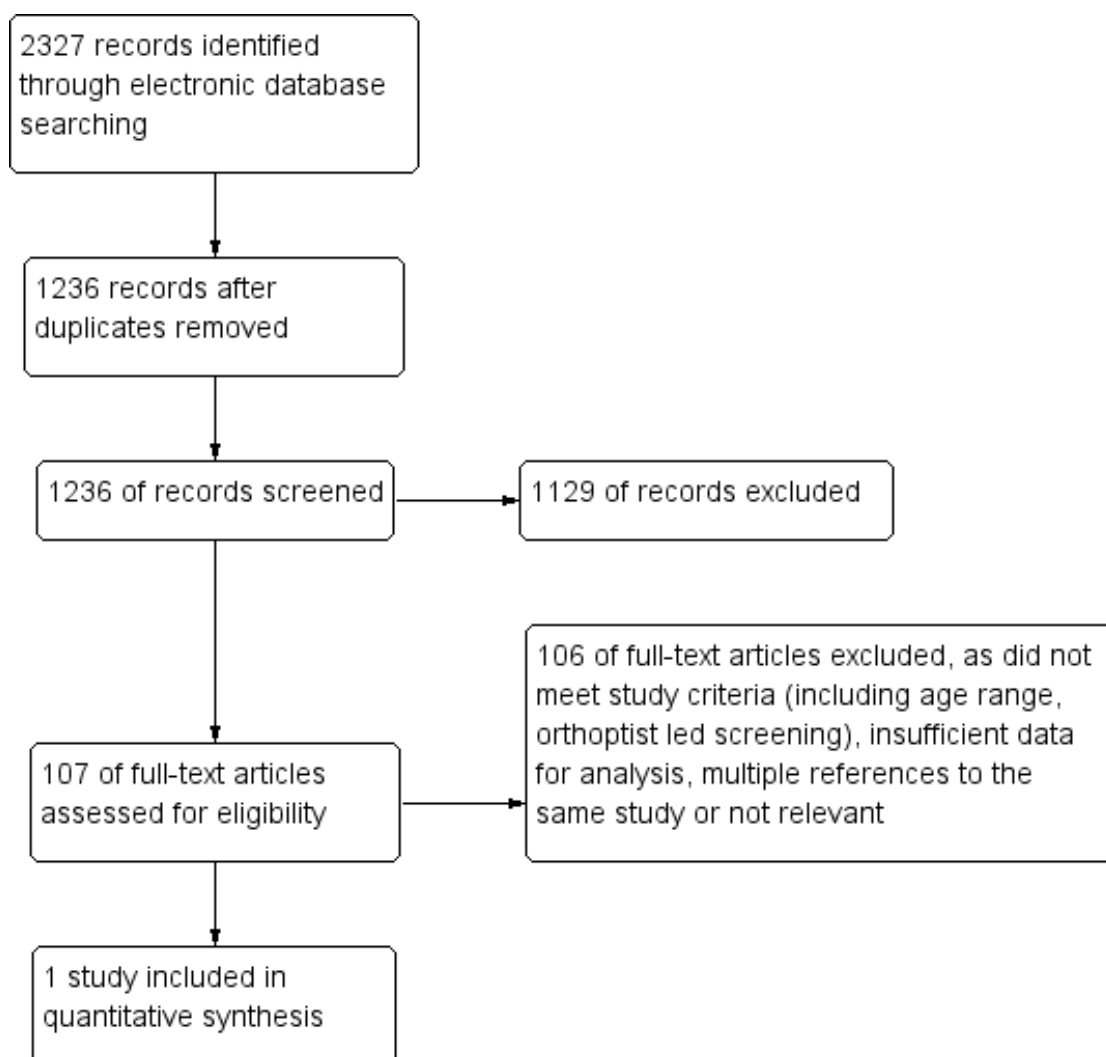 2327 records identified
through electronic database
searching
1236 records after
duplicates removed
1236 of records screened
1129 of records excluded
106 of full-text articles excluded, as did not
meet study criteria (including age range,
orthoptist led screening), insufficient data
for analysis, multiple references to the
same study or not relevant
107 of full-text articles
assessed for eligibility
1 study included in
quantitative synthesis